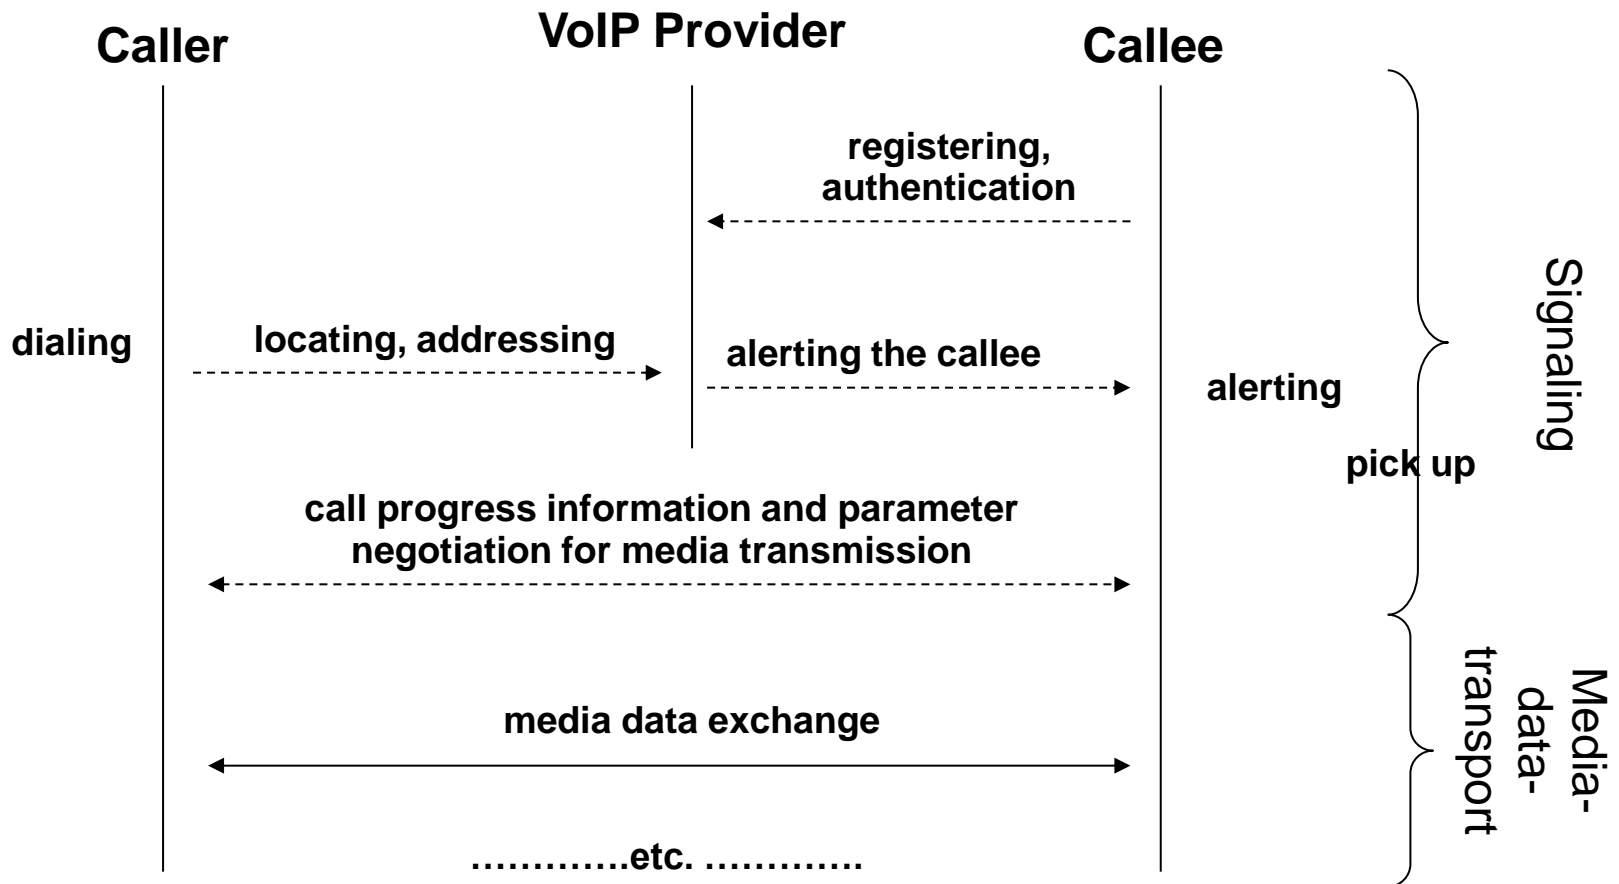 Caller
VoIP Provider
Callee
registering,
authentication
dialing
locating, addressing
alerting the callee
alerting
pick up
call progress information and parameter
negotiation for media transmission
media data exchange
.............etc. .............
Signaling
Media-
data-
transport